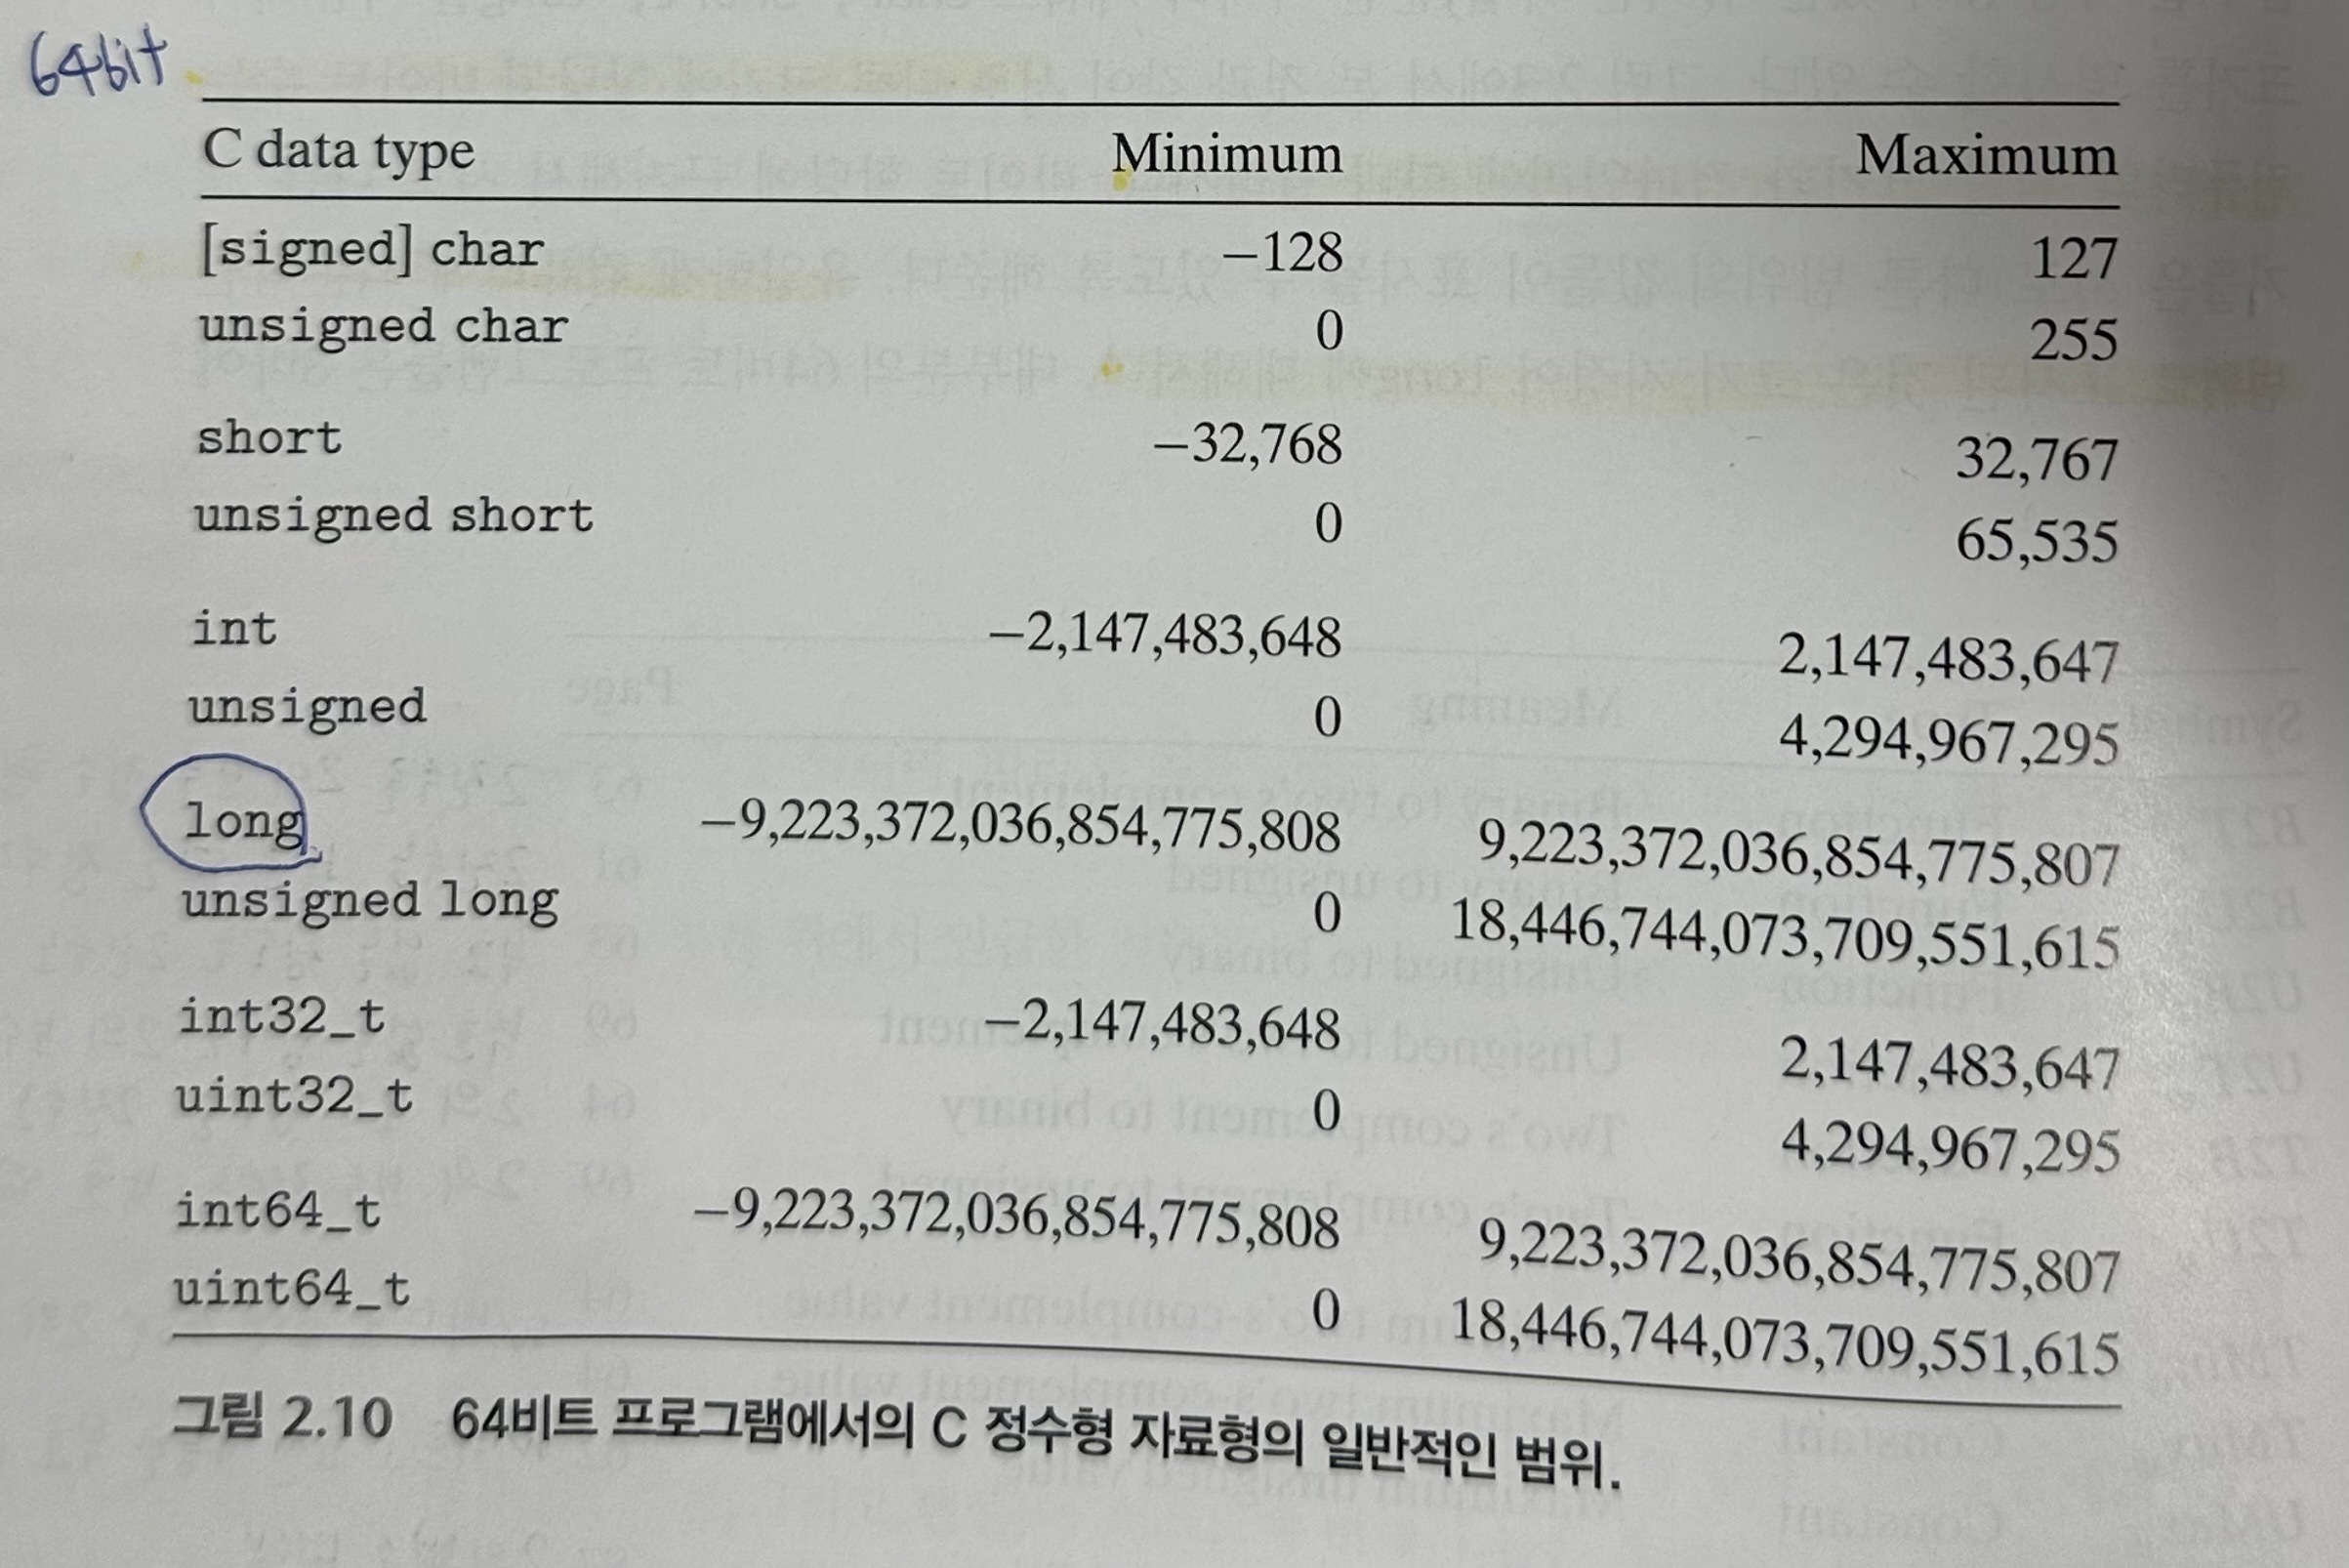 64bit
C data type Minimum Maximum
[signed] char −128 127
unsigned char 0 255
short −32,768 32,767
unsigned short 0 65,535
int −2,147,483,648 2,147,483,647
unsigned 0 4,294,967,295
long −9,223,372,036,854,775,808 9,223,372,036,854,775,807
unsigned long 0 18,446,744,073,709,551,615
int32_t −2,147,483,648 2,147,483,647
uint32_t 0 4,294,967,295
int64_t −9,223,372,036,854,775,808 9,223,372,036,854,775,807
uint64_t 0 18,446,744,073,709,551,615
그림 2.10 64비트 프로그램에서의 C 정수형 자료형의 일반적인 범위.